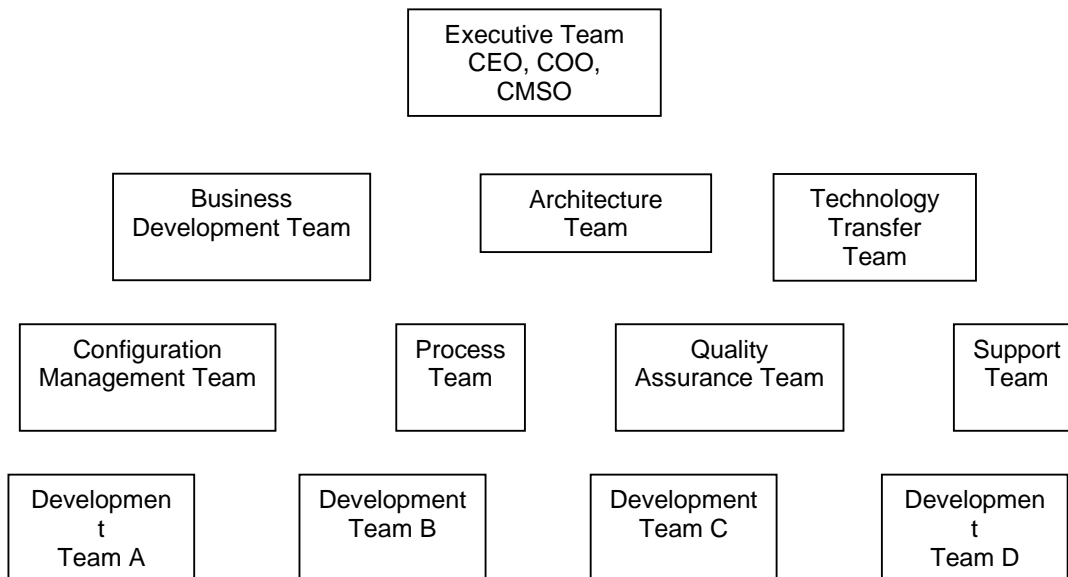 Executive Team
CEO, COO,
CMSO
Business
Development Team
Architecture
Team
Technology
Transfer
Team
Configuration
Management Team
Process
Team
Quality
Assurance Team
Support
Team
Developmen
t
Team A
Development
Team B
Development
Team C
Developmen
t
Team D